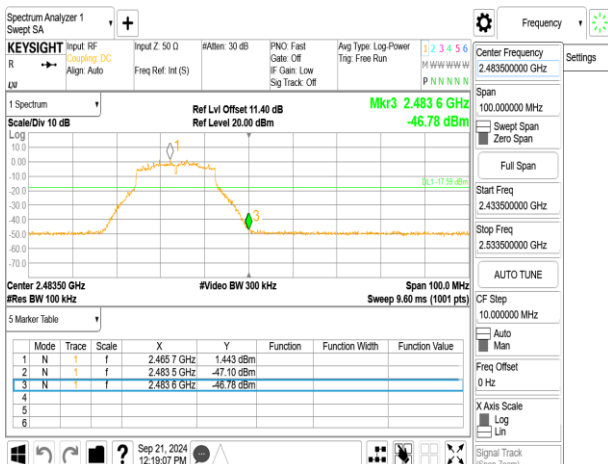 Spectrum Analyzer 1
Swept SA
Frequency
KEYSIGHT
R
Input: RF
Coupling: DC
Align: Auto
Input Z: 50 Ω
Freq Ref: Int (S)
#Atten: 30 dB
PNO: Fast
Gate: Off
IF Gain: Low
Sig Track: Off
Avg Type: Log-Power
Trig: Free Run
1 2 3 4 5 6
M W W W W W
P N N N N N
Center Frequency
2.483500000 GHz
Settings
Span
100.000000 MHz
Swept Span
Zero Span
Full Span
Start Freq
2.433500000 GHz
Stop Freq
2.533500000 GHz
AUTO TUNE
CF Step
10.000000 MHz
Auto
Man
Freq Offset
0 Hz
X Axis Scale
Log
Lin
Signal Track
(Span Zoom)
1 Spectrum
Scale/Div 10 dB
Ref Lvl Offset 11.40 dB
Ref Level 20.00 dBm
Mkr3 2.483 6 GHz
-46.78 dBm
Log
10.0
0.00
-10.0
-20.0
-30.0
-40.0
-50.0
-60.0
-70.0
1
3
DL1 -17.59 dBm
Center 2.48350 GHz
#Res BW 100 kHz
#Video BW 300 kHz
Span 100.0 MHz
Sweep 9.60 ms (1001 pts)
5 Marker Table
Mode Trace Scale X Y Function Function Width Function Value
1 N 1 f 2.465 7 GHz 1.443 dBm
2 N 1 f 2.483 5 GHz -47.10 dBm
3 N 1 f 2.483 6 GHz -46.78 dBm
4
5
6
?
Sep 21, 2024
12:19:07 PM